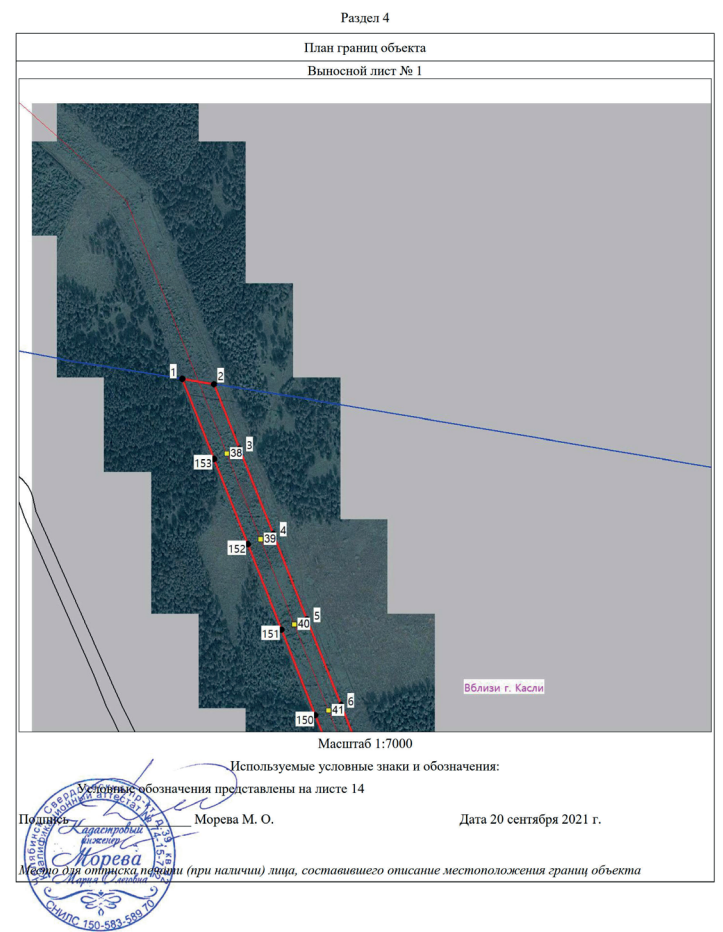 Раздел 4
План границ объекта
Выносной лист № 1
1
2
3
38
153
4
39
152
5
40
151
6
41
150
Вблизи г. Касли
Масштаб 1:7000
Используемые условные знаки и обозначения:
Условные обозначения представлены на листе 14
Подпись Морева М. О. Дата 20 сентября 2021 г.
Место для оттиска печати (при наличии) лица, составившего описание местоположения границ объекта
Кадастровый
инженер
Морева
Мария Олеговна
СНИЛС 150-583-589 70